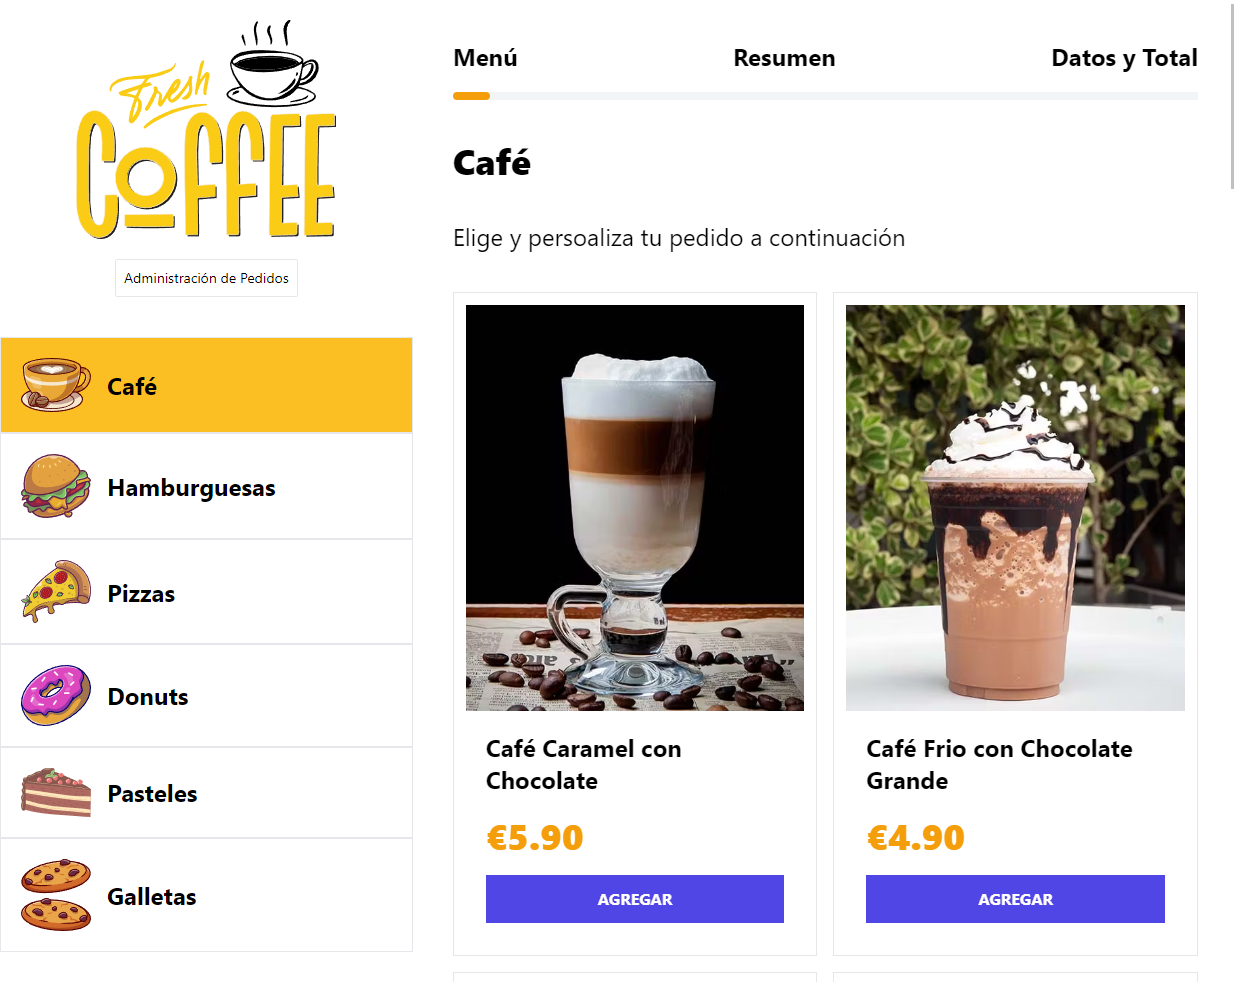 Fresh
COFFEE
Administración de Pedidos
Café
Hamburguesas
Pizzas
Donuts
Pasteles
Galletas
Menú
Resumen
Datos y Total
Café
Elige y persoaliza tu pedido a continuación
Café Caramel con
Chocolate
€5.90
AGREGAR
Café Frio con Chocolate
Grande
€4.90
AGREGAR